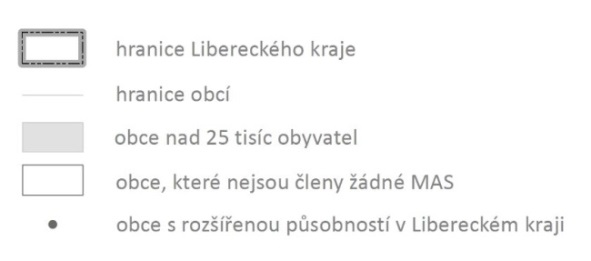 hranice Libereckého kraje
hranice obcí
obce nad 25 tisíc obyvatel
obce, které nejsou členy žádné MAS
obce s rozšířenou působností v Libereckém kraji